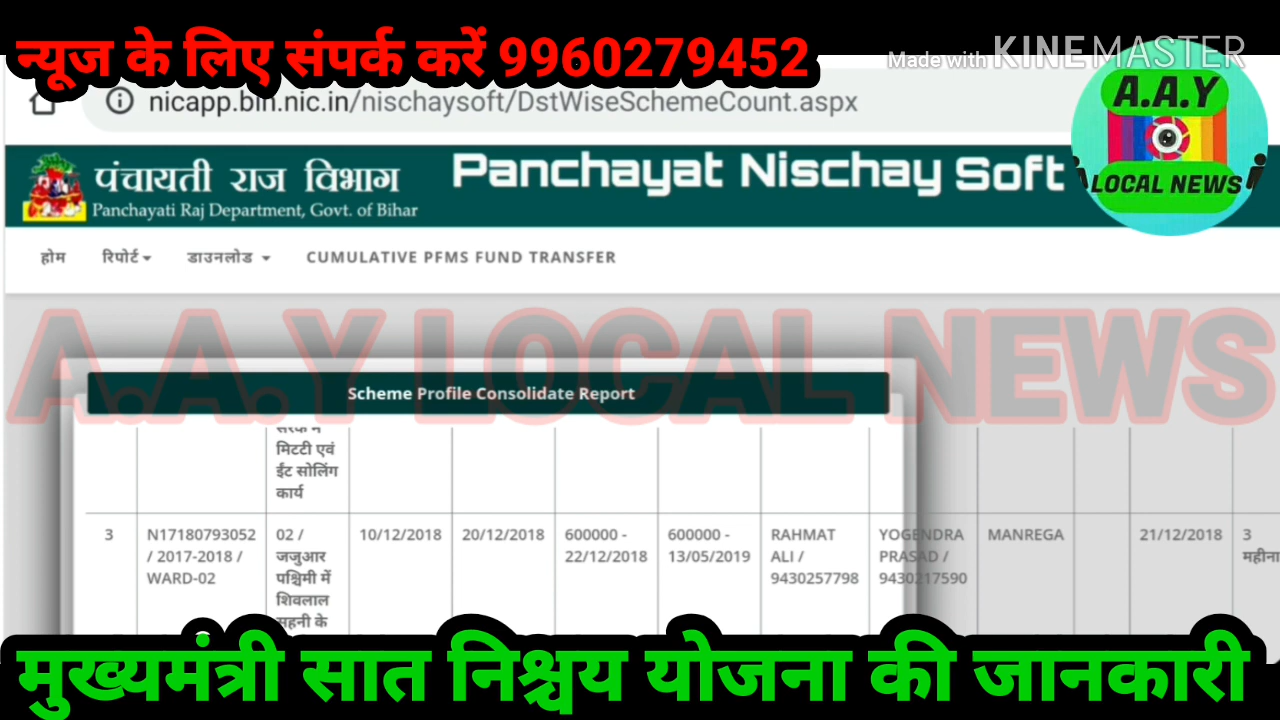 न्यूज के लिए संपर्क करें 9960279452
Made with KINEMASTER
nicapp.bih.nic.in/nischaysoft/DstWiseSchemeCount.aspx
A.A.Y
LOCAL NEWS
पंचायती राज विभाग
Panchayati Raj Department, Govt. of Bihar
Panchayat Nischay Soft
होम रिपोर्ट डाउनलोड CUMULATIVE PFMS FUND TRANSFER
A.A.Y LOCAL NEWS
Scheme Profile Consolidate Report
मिटटी एवं
ईंट सोलिंग
कार्य
3 N17180793052 02 / 10/12/2018 20/12/2018 600000 - 600000 - RAHMAT YOGENDRA MANREGA 21/12/2018 3
/ 2017-2018 / जजुआर 22/12/2018 13/05/2019 ALI / PRASAD / महीना
WARD-02 पश्चिमी में 9430257798 9430217590
शिवलाल
सहनी के
मुख्यमंत्री सात निश्चय योजना की जानकारी